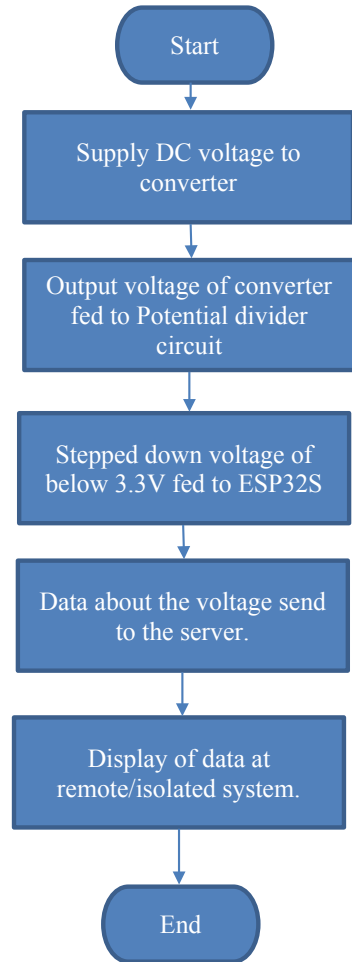 Start
Supply DC voltage to
converter
Output voltage of converter
fed to Potential divider
circuit
Stepped down voltage of
below 3.3V fed to ESP32S
Data about the voltage send
to the server.
Display of data at
remote/isolated system.
End